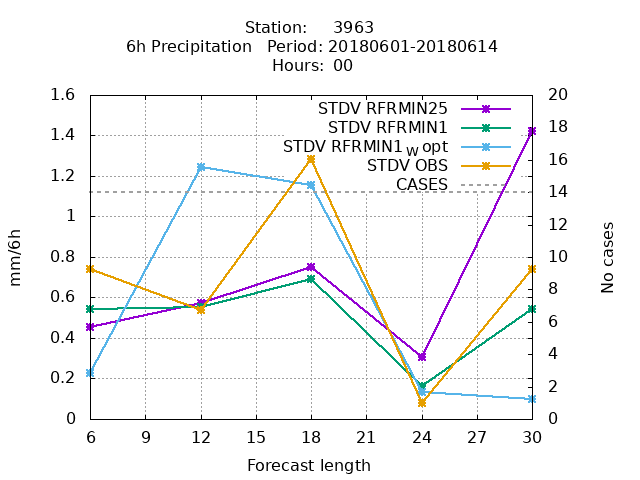 Station: 3963
6h Precipitation Period: 20180601-20180614
Hours: 00
STDV RFRMIN25
STDV RFRMIN1
STDV RFRMIN1 W opt
STDV OBS
CASES
1.6
1.4
1.2
1
0.8
0.6
0.4
0.2
0
20
18
16
14
12
10
8
6
4
2
0
mm/6h
No cases
6 9 12 15 18 21 24 27 30
Forecast length